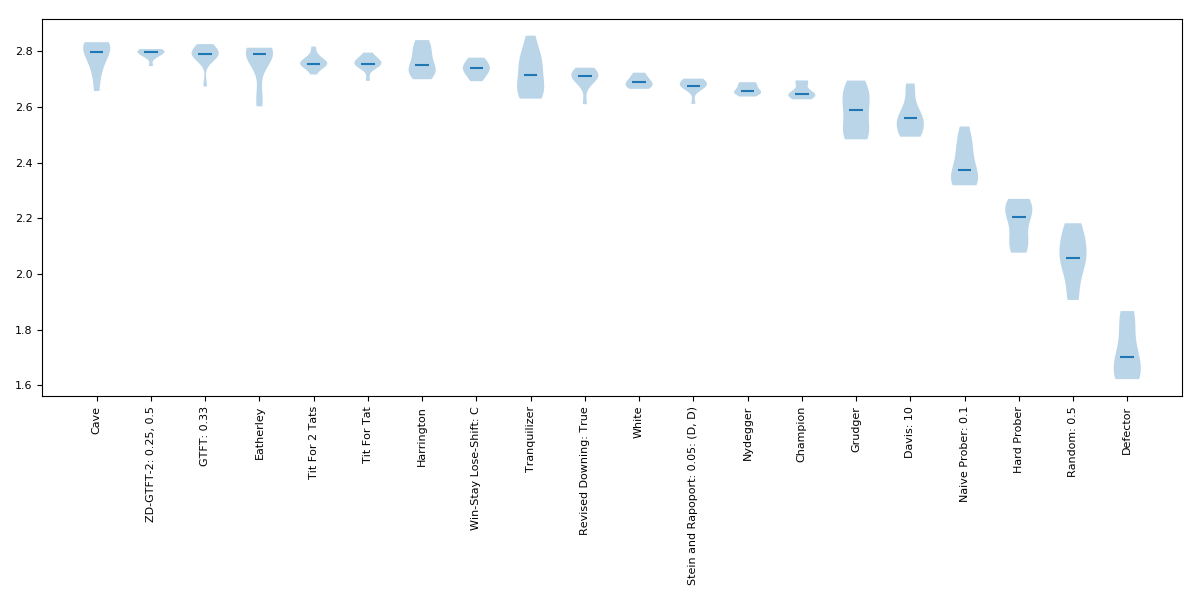 2.8
2.6
2.4
2.2
2.0
1.8
1.6
Cave
ZD-GTFT-2: 0.25, 0.5
GTFT: 0.33
Eatherley
Tit For 2 Tats
Tit For Tat
Harrington
Win-Stay Lose-Shift: C
Tranquilizer
Revised Downing: True
White
Stein and Rapoport: 0.05: (D, D)
Nydegger
Champion
Grudger
Davis: 10
Naive Prober: 0.1
Hard Prober
Random: 0.5
Defector